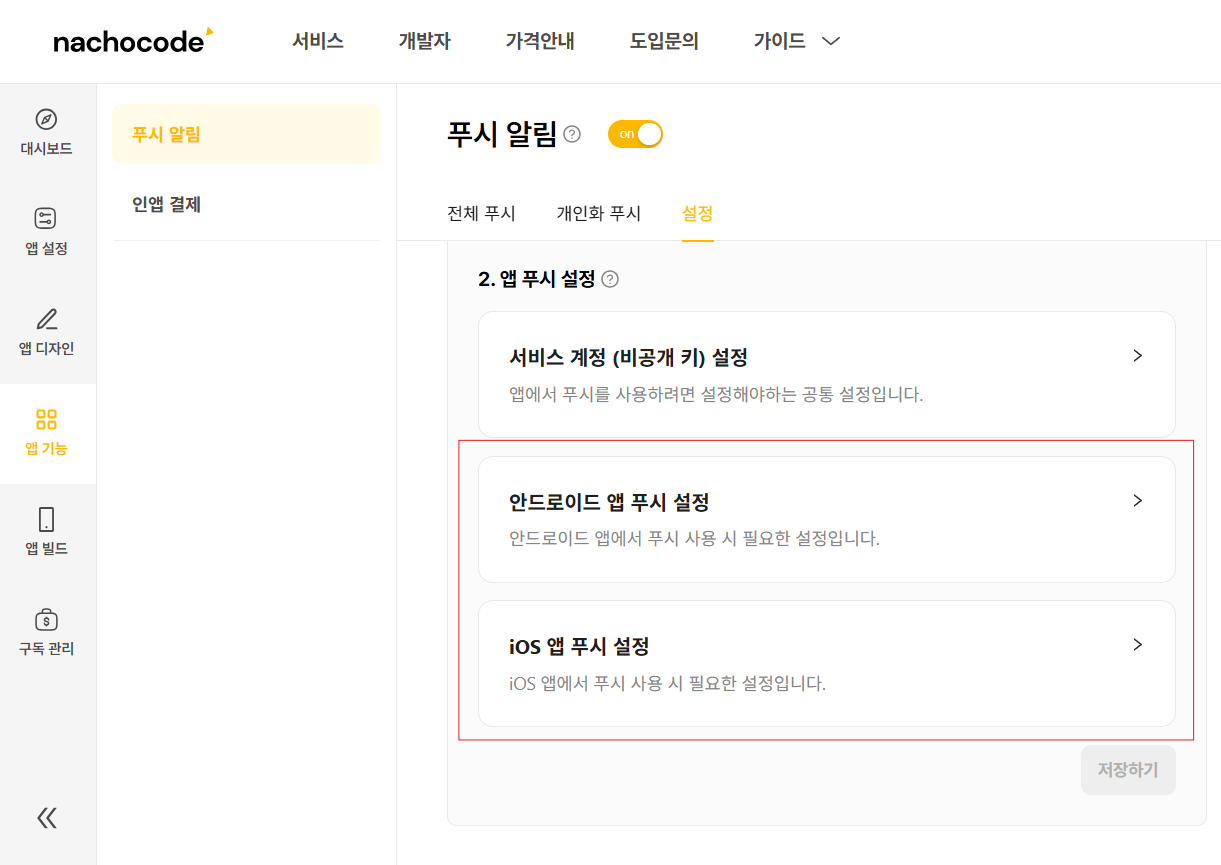 nachocode
서비스
개발자
가격안내
도입문의
가이드
대시보드
앱 설정
앱 디자인
앱 기능
앱 빌드
구독 관리
푸시 알림
인앱 결제
푸시 알림 ?
on
전체 푸시
개인화 푸시
설정
2. 앱 푸시 설정 ?
서비스 계정 (비공개 키) 설정
앱에서 푸시를 사용하려면 설정해야하는 공통 설정입니다.
안드로이드 앱 푸시 설정
안드로이드 앱에서 푸시 사용 시 필요한 설정입니다.
iOS 앱 푸시 설정
iOS 앱에서 푸시 사용 시 필요한 설정입니다.
저장하기